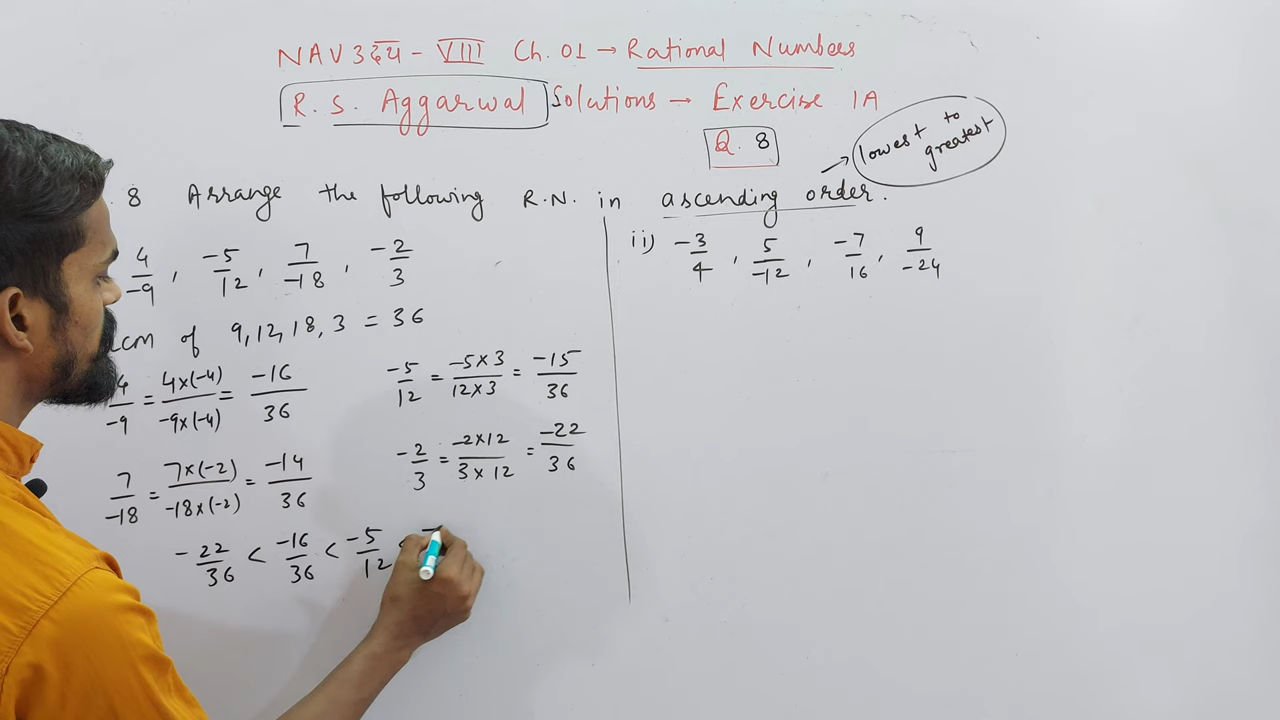 NAV उदय - VIII Ch. 01 → Rational Numbers
R. S. Aggarwal Solutions → Exercise 1A
Q. 8
lowest to greatest
. 8 Arrange the following R.N. in ascending order.
4/-9 , -5/12 , 7/-18 , -2/3
ii) -3/4 , 5/-12 , -7/16 , 9/-24
LCM of 9,12,18,3 = 36
4/-9 = 4×(-4)/-9×(-4) = -16/36
-5/12 = -5×3/12×3 = -15/36
7/-18 = 7×(-2)/-18×(-2) = -14/36
-2/3 = -2×12/3×12 = -22/36
-22/36 < -16/36 < -5/12 <